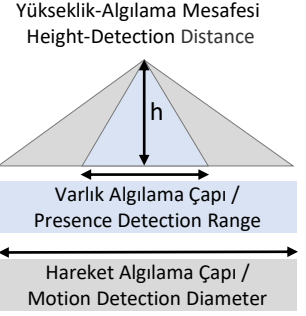 Yükseklik-Algılama Mesafesi
Height-Detection Distance
h
Varlık Algılama Çapı /
Presence Detection Range
Hareket Algılama Çapı /
Motion Detection Diameter